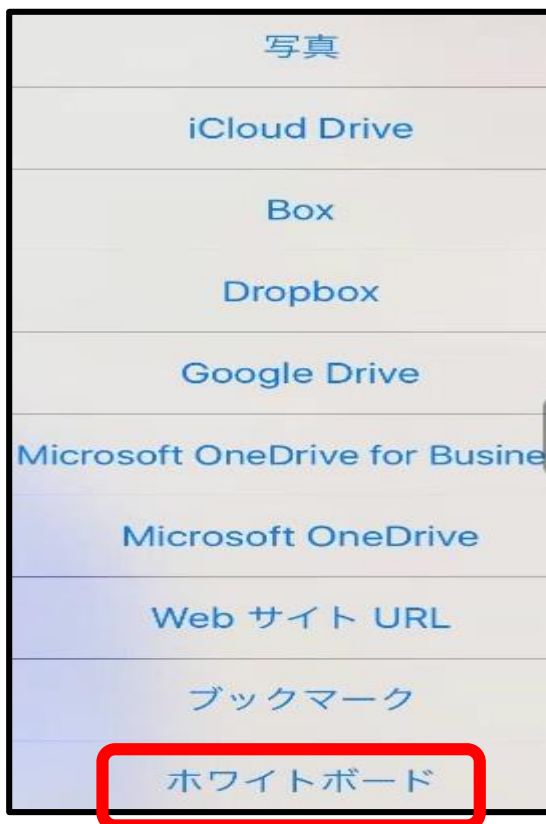 写真
iCloud Drive
Box
Dropbox
Google Drive
Microsoft OneDrive for Busine
Microsoft OneDrive
Web サイト URL
ブックマーク
ホワイトボード